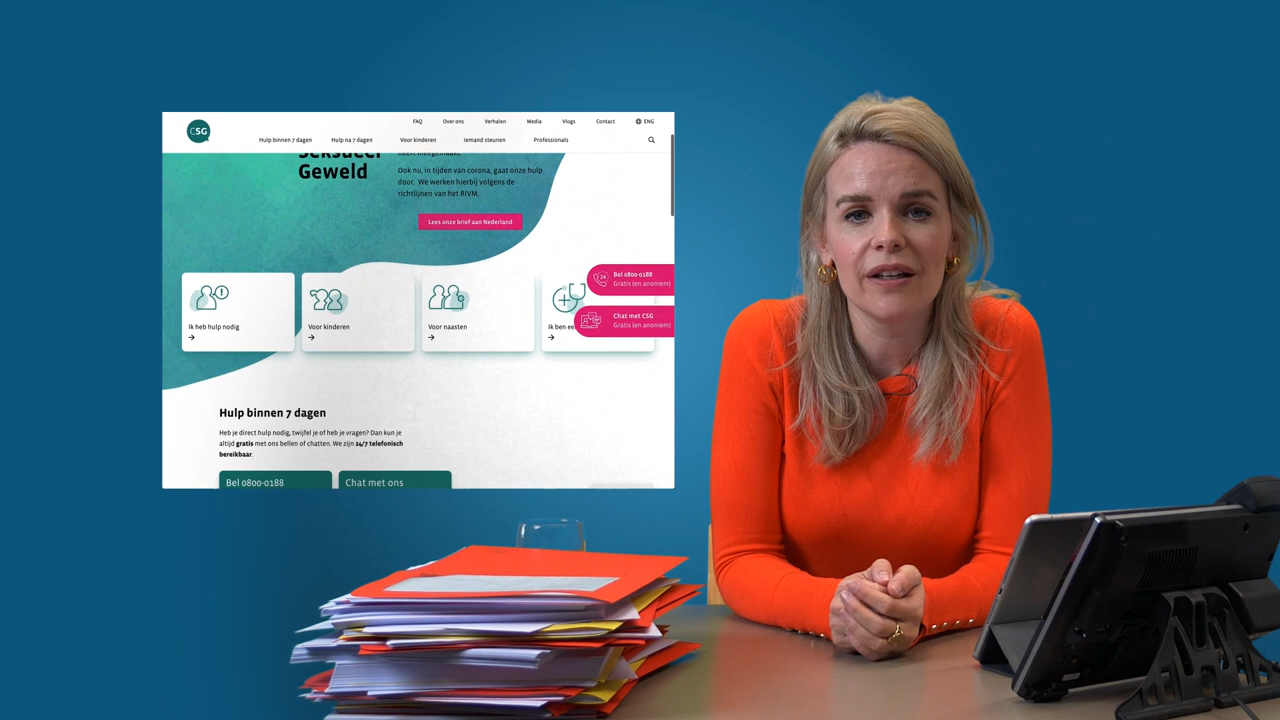 CSG
FAQ Over ons Verhalen Media Vlogs Contact ENG
Hulp binnen 7 dagen Hulp na 7 dagen Voor kinderen Iemand steunen Professionals
Geweld
Ook nu, in tijden van corona, gaat onze hulp
door. We werken hierbij volgens de
richtlijnen van het RIVM.
Lees onze brief aan Nederland
24
Bel 0800-0188
Gratis (en anoniem)
Chat met CSG
Gratis (en anoniem)
Ik heb hulp nodig
Voor kinderen
Voor naasten
Ik ben ee
Hulp binnen 7 dagen
Heb je direct hulp nodig, twijfel je of heb je vragen? Dan kun je
altijd gratis met ons bellen of chatten. We zijn 24/7 telefonisch
bereikbaar.
Bel 0800-0188
Chat met ons